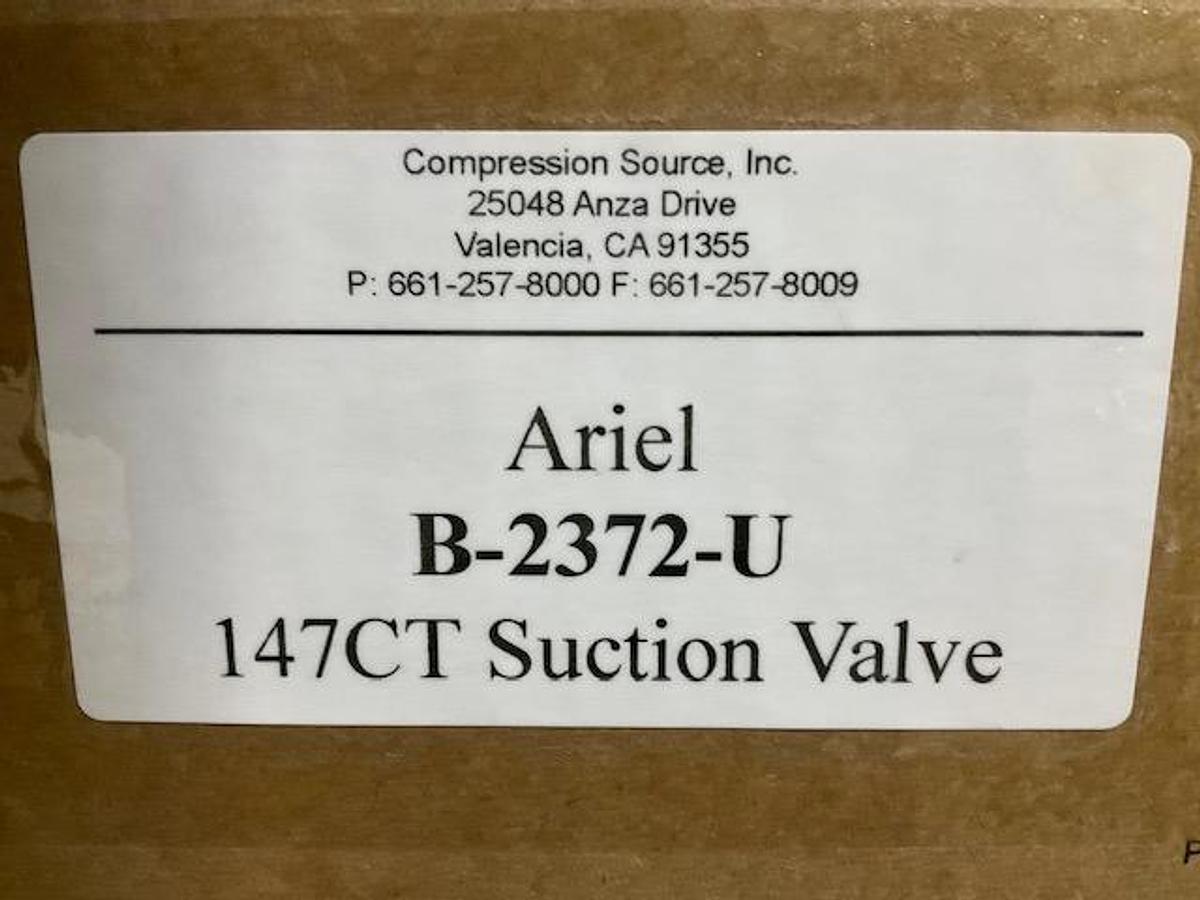 Compression Source, Inc.
25048 Anza Drive
Valencia, CA 91355
P: 661-257-8000 F: 661-257-8009
Ariel
B-2372-U
147CT Suction Valve